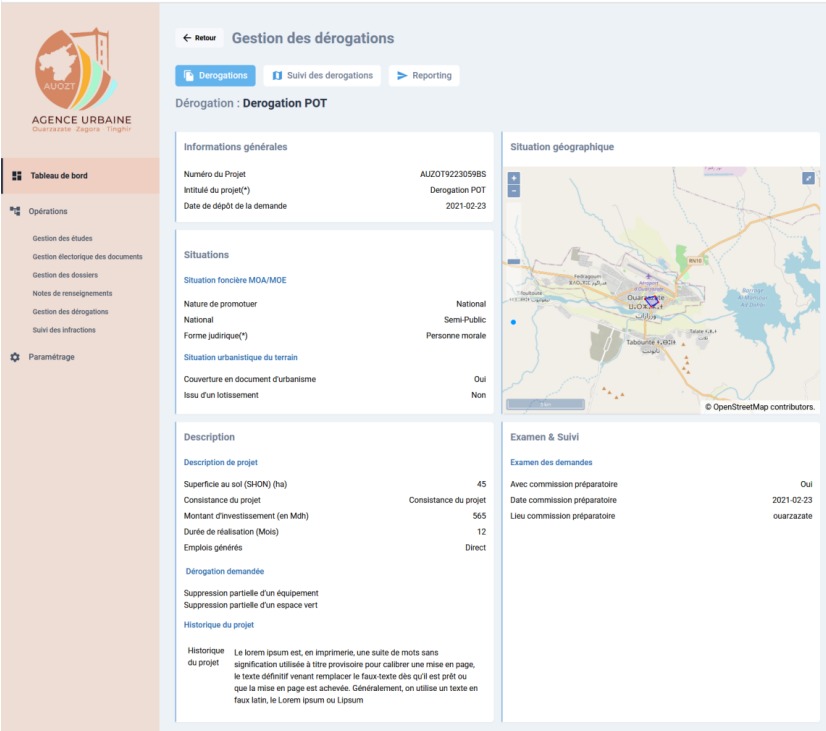 AUOZT
AGENCE URBAINE
Ouarzazate Zagora Tinghir
Tableau de bord
Opérations
Gestion des études
Gestion électorique des documents
Gestion des dossiers
Notes de renseignements
Gestion des dérogations
Suivi des infractions
Paramétrage
← Retour Gestion des dérogations
Derogations Suivi des derogations Reporting
Dérogation : Derogation POT
Informations générales
Numéro du Projet AUZOT9223059BS
Intitulé du projet(*) Derogation POT
Date de dépôt de la demande 2021-02-23
Situations
Situation foncière MOA/MOE
Nature de promotuer National
National Semi-Public
Forme judirique(*) Personne morale
Situation urbanistique du terrain
Couverture en document d'urbanisme Oui
Issu d'un lotissement Non
Situation géographique
+
−
RN10
Ouarzazate
Tabounte
© OpenStreetMap contributors.
Description
Description de projet
Superficie au sol (SHON) (ha) 45
Consistance du projet Consistance du projet
Montant d'investissement (en Mdh) 565
Durée de réalisation (Mois) 12
Emplois générés Direct
Dérogation demandée
Suppression partielle d'un équipement
Suppression partielle d'un espace vert
Historique du projet
Historique du projet
Le lorem ipsum est, en imprimerie, une suite de mots sans
signification utilisée à titre provisoire pour calibrer une mise en page,
le texte définitif venant remplacer le faux-texte dès qu'il est prêt ou
que la mise en page est achevée. Généralement, on utilise un texte en
faux latin, le Lorem ipsum ou Lipsum
Examen & Suivi
Examen des demandes
Avec commission préparatoire Oui
Date commission préparatoire 2021-02-23
Lieu commission préparatoire ouarzazate